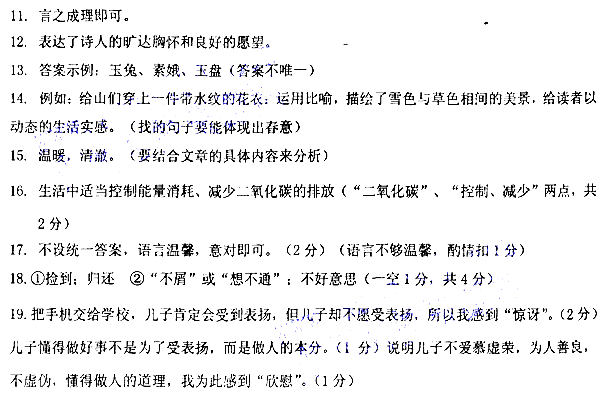 11. 言之成理即可。
12. 表达了诗人的旷达胸怀和良好的愿望。
13. 答案示例：玉兔、素娥、玉盘（答案不唯一）
14. 例如：给山们穿上一件带水纹的花衣：运用比喻，描绘了雪色与草色相间的美景，给读者以
动态的生活实感。（找的句子要能体现出春意）
15. 温暖，清澈。（要结合文章的具体内容来分析）
16. 生活中适当控制能量消耗、减少二氧化碳的排放（“二氧化碳”、“控制、减少”两点，共
2分）
17. 不设统一答案，语言温馨，意对即可。（2分）（语言不够温馨，酌情扣1分）
18.①捡到；归还 ②“不屑”或“想不通”；不好意思（一空1分，共4分）
19.把手机交给学校，儿子肯定会受到表扬，但儿子却不愿受表扬，所以我感到“惊讶”。（2分）
儿子懂得做好事不是为了受表扬，而是做人的本分。（1分）说明儿子不爱慕虚荣，为人善良，
不虚伪，懂得做人的道理，我为此感到“欣慰”。（1分）